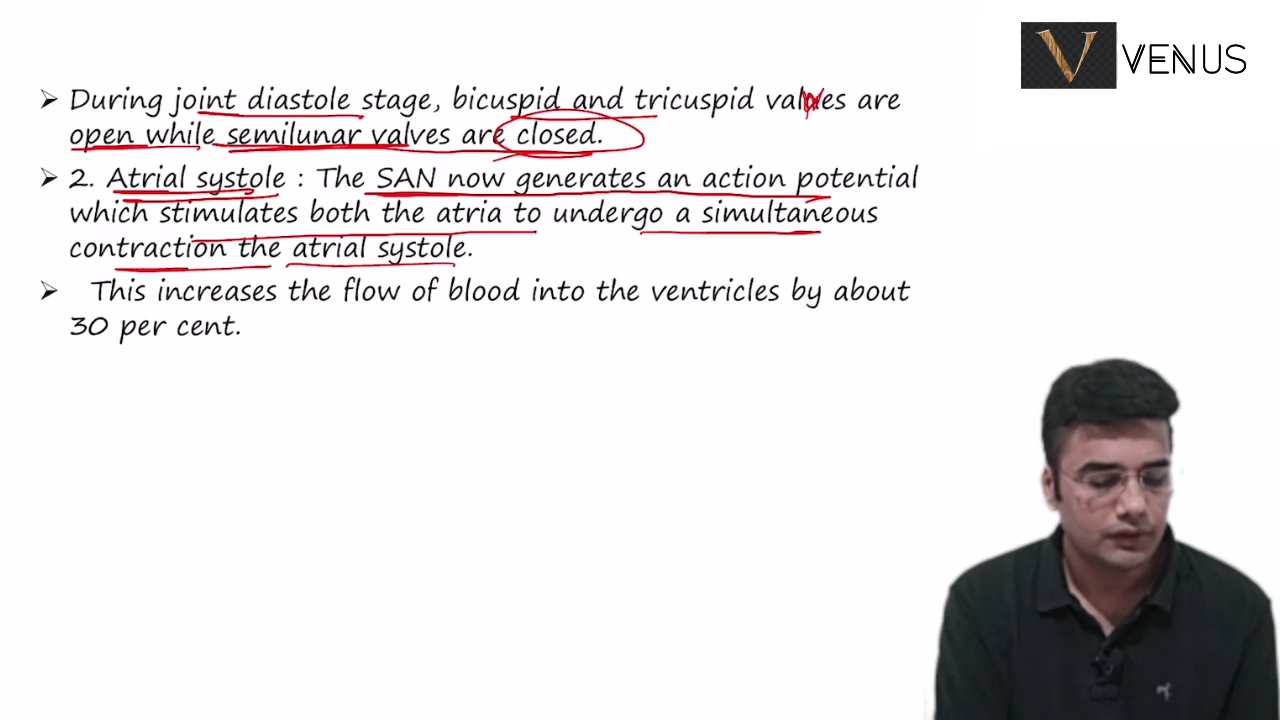 V VENUS
➢ During joint diastole stage, bicuspid and tricuspid valves are
open while semilunar valves are closed.
➢ 2. Atrial systole : The SAN now generates an action potential
which stimulates both the atria to undergo a simultaneous
contraction the atrial systole.
➢ This increases the flow of blood into the ventricles by about
30 per cent.